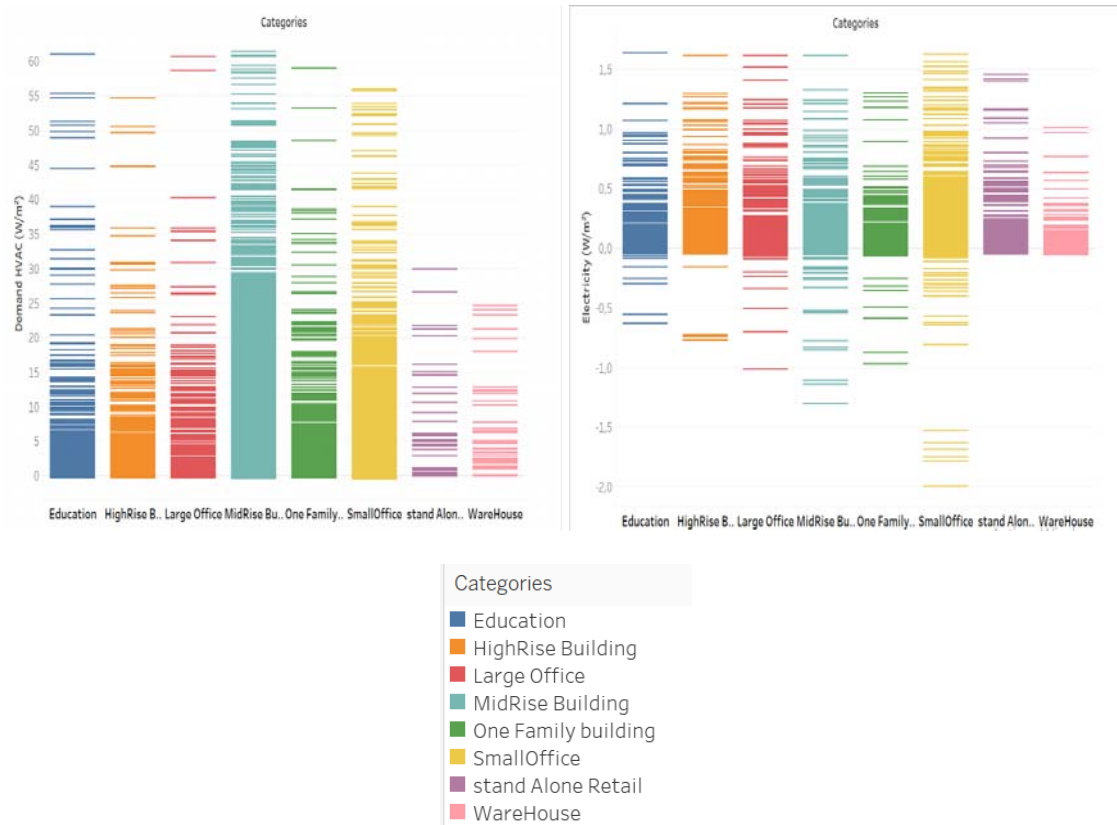 Categories
Demand HVAC (W/m²)
60
55
50
45
40
35
30
25
20
15
10
5
0
Education HighRise B.. Large Office MidRise Bu.. One Family.. SmallOffice stand Alon.. WareHouse
Categories
Electricity (W/m²)
1,5
1,0
0,5
0,0
-0,5
-1,0
-1,5
-2,0
Education HighRise B.. Large Office MidRise Bu.. One Family.. SmallOffice stand Alon.. WareHouse
Categories
Education
HighRise Building
Large Office
MidRise Building
One Family building
SmallOffice
stand Alone Retail
WareHouse